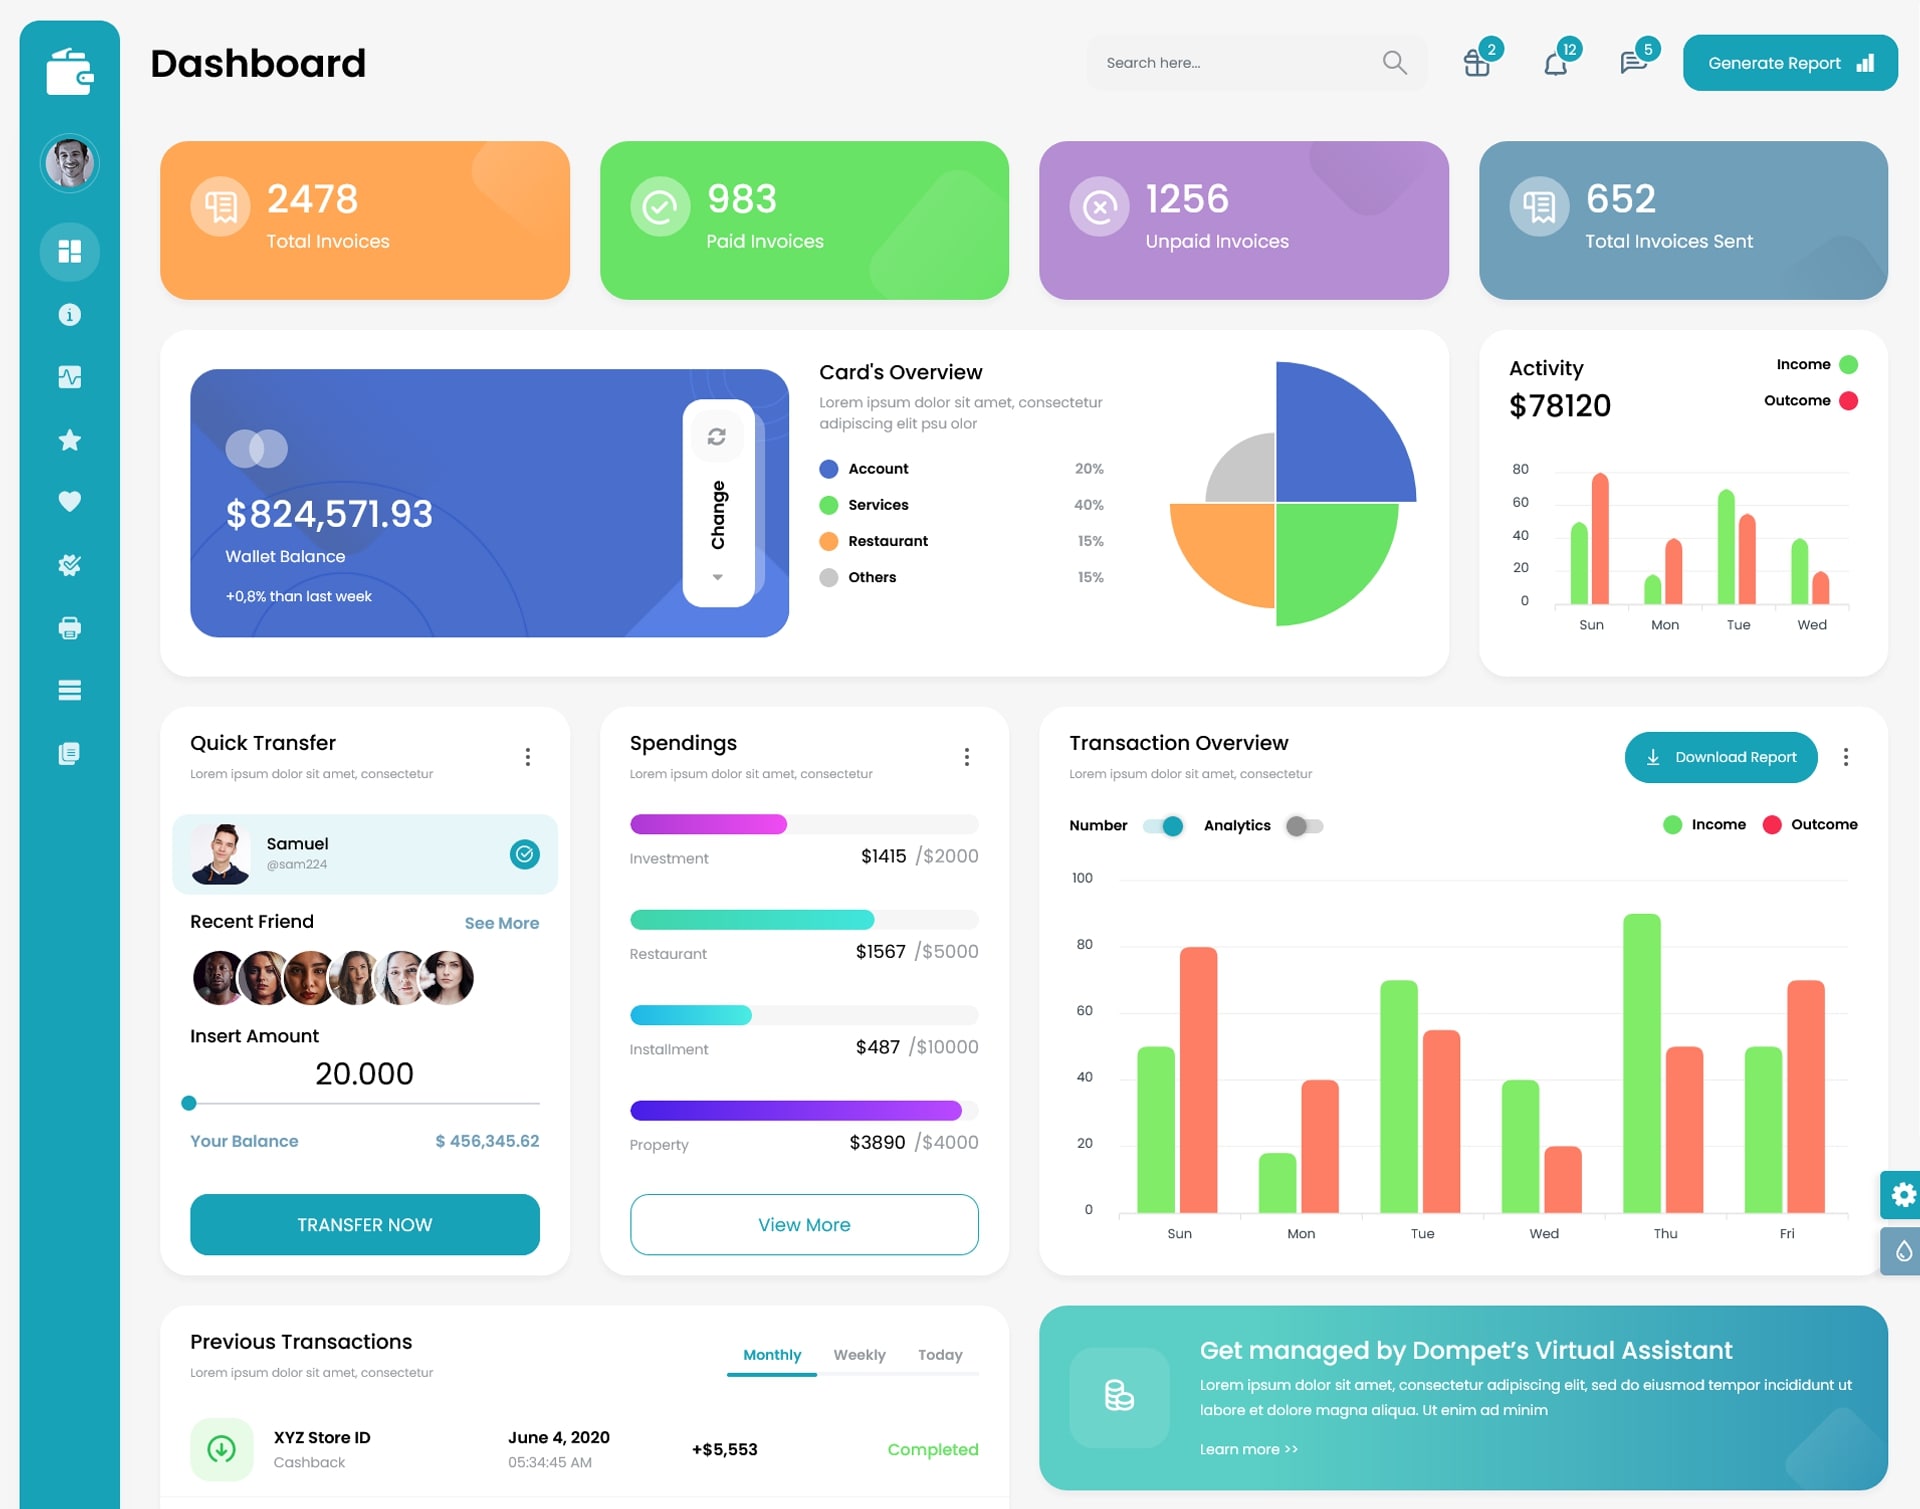 Dashboard
Search here...
2
12
5
Generate Report
2478
Total Invoices
983
Paid Invoices
1256
Unpaid Invoices
652
Total Invoices Sent
$824,571.93
Wallet Balance
+0,8% than last week
Change
Card's Overview
Lorem ipsum dolor sit amet, consectetur
adipiscing elit psu olor
Account 20%
Services 40%
Restaurant 15%
Others 15%
Activity
$78120
Income
Outcome
80
60
40
20
0
Sun Mon Tue Wed
Quick Transfer
Lorem ipsum dolor sit amet, consectetur
Samuel
@sam224
Recent Friend See More
Insert Amount
20.000
Your Balance $ 456,345.62
TRANSFER NOW
Spendings
Lorem ipsum dolor sit amet, consectetur
Investment $1415 /$2000
Restaurant $1567 /$5000
Installment $487 /$10000
Property $3890 /$4000
View More
Transaction Overview
Lorem ipsum dolor sit amet, consectetur
Download Report
Number Analytics
Income Outcome
100
80
60
40
20
0
Sun Mon Tue Wed Thu Fri
Previous Transactions
Lorem ipsum dolor sit amet, consectetur
Monthly Weekly Today
XYZ Store ID June 4, 2020 +$5,553 Completed
Cashback 05:34:45 AM
Get managed by Dompet’s Virtual Assistant
Lorem ipsum dolor sit amet, consectetur adipiscing elit, sed do eiusmod tempor incididunt ut
labore et dolore magna aliqua. Ut enim ad minim
Learn more >>